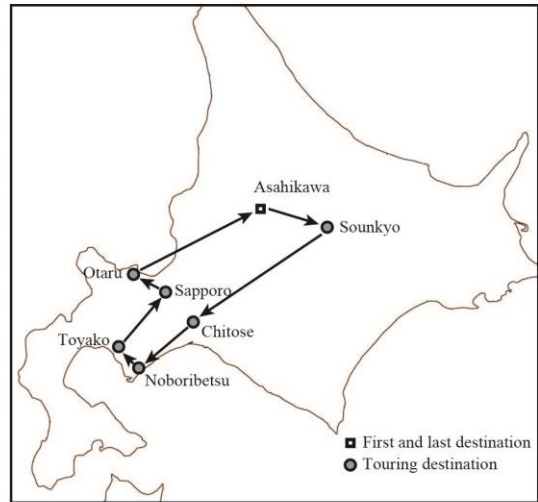 Asahikawa
Sounkyo
Otaru
Sapporo
Chitose
Toyako
Noboribetsu
First and last destination
Touring destination